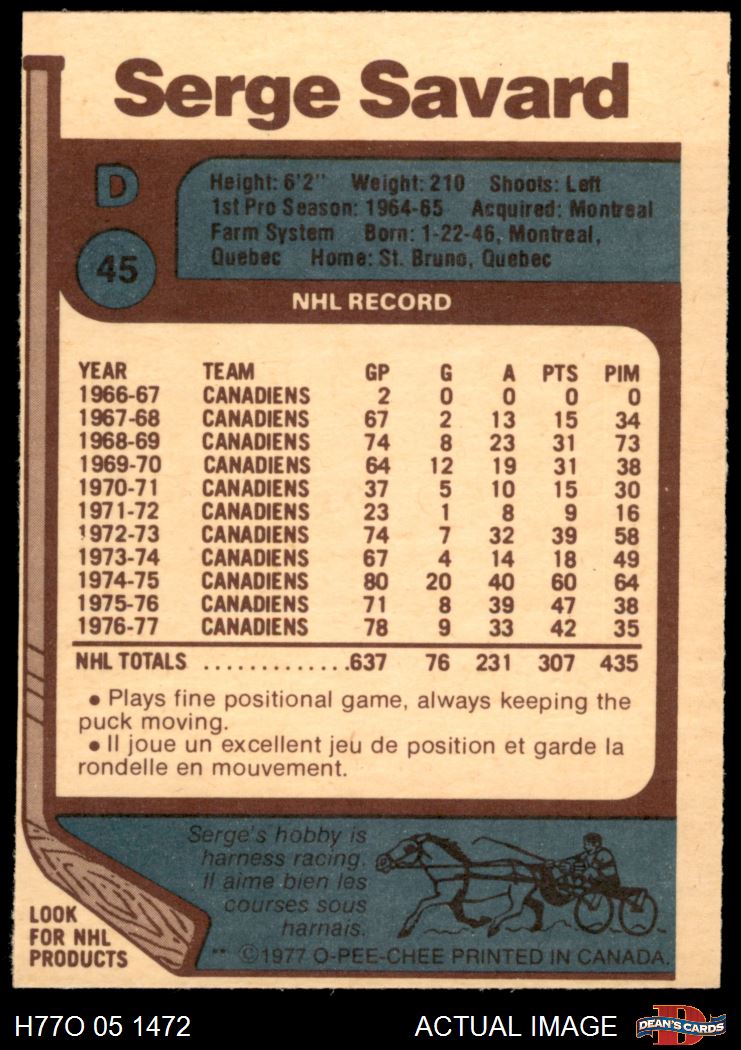 Serge Savard
D
Height: 6'2" Weight: 210 Shoots: Left
1st Pro Season: 1964-65 Acquired: Montreal
Farm System Born: 1-22-46, Montreal,
Quebec Home: St. Bruno, Quebec
45
NHL RECORD
YEAR TEAM GP G A PTS PIM
1966-67 CANADIENS 2 0 0 0 0
1967-68 CANADIENS 67 2 13 15 34
1968-69 CANADIENS 74 8 23 31 73
1969-70 CANADIENS 64 12 19 31 38
1970-71 CANADIENS 37 5 10 15 30
1971-72 CANADIENS 23 1 8 9 16
1972-73 CANADIENS 74 7 32 39 58
1973-74 CANADIENS 67 4 14 18 49
1974-75 CANADIENS 80 20 40 60 64
1975-76 CANADIENS 71 8 39 47 38
1976-77 CANADIENS 78 9 33 42 35
NHL TOTALS .............637 76 231 307 435
• Plays fine positional game, always keeping the
puck moving.
• Il joue un excellent jeu de position et garde la
rondelle en mouvement.
Serge's hobby is
harness racing.
Il aime bien les
courses sous
harnais.
LOOK
FOR NHL
PRODUCTS
** ©1977 O-PEE-CHEE PRINTED IN CANADA.
H77O 05 1472
ACTUAL IMAGE
D
DEAN'S CARDS